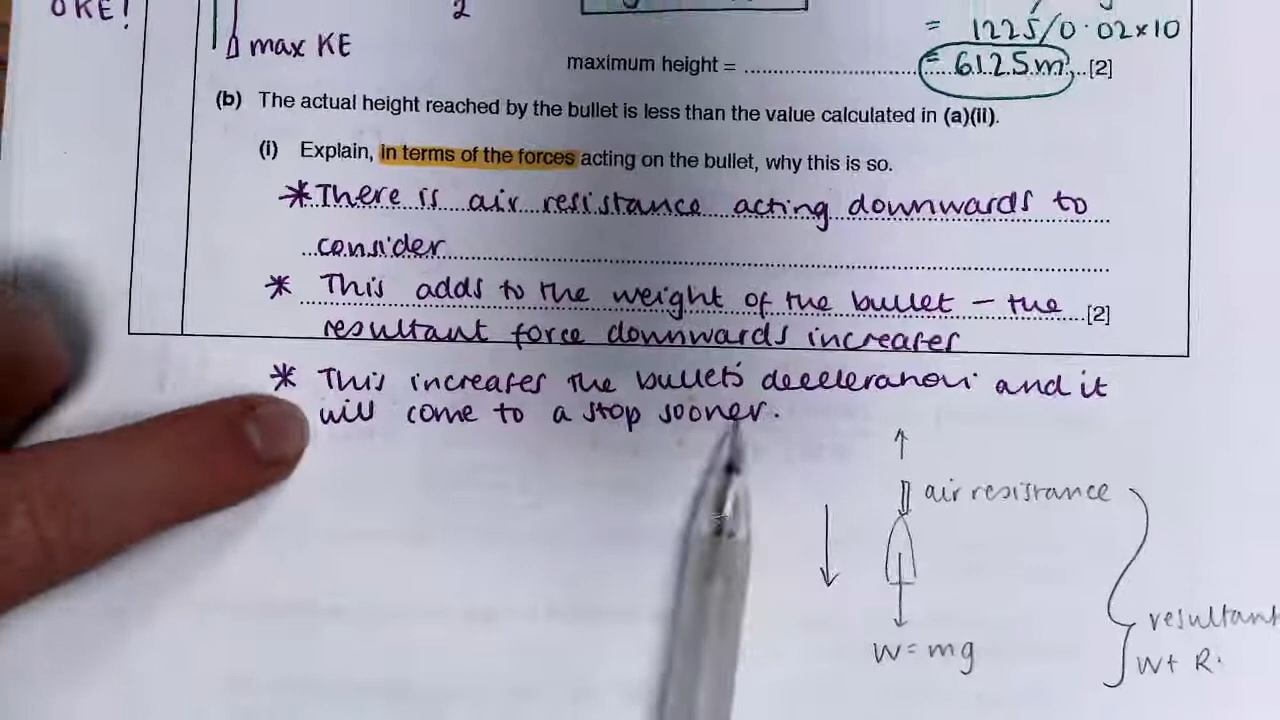 OKE!
2
= 1225/0.02x10
max KE
maximum height = = 6125m [2]
(b) The actual height reached by the bullet is less than the value calculated in (a)(ii).
(i) Explain, in terms of the forces acting on the bullet, why this is so.
* There is air resistance acting downwards to
consider
* This adds to the weight of the bullet – the [2]
resultant force downwards increases
* This increases the bullet's deceleration and it
will come to a stop sooner.
air resistance
resultant
W = mg
W + R